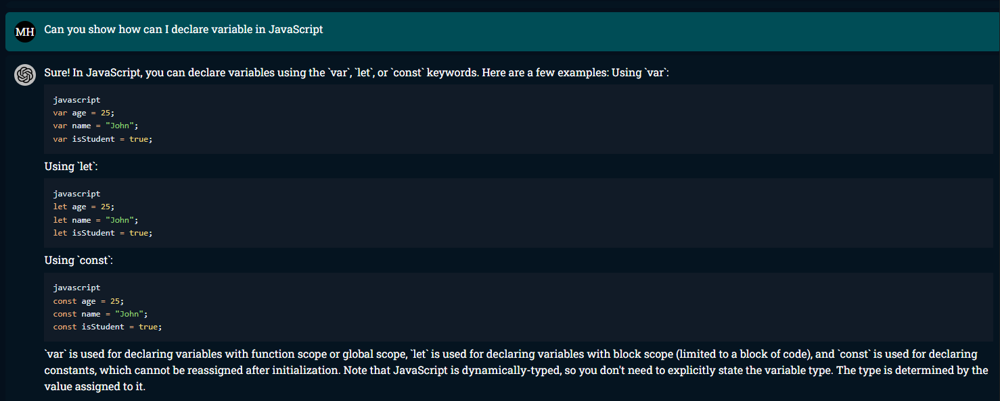 MH Can you show how can I declare variable in JavaScript
Sure! In JavaScript, you can declare variables using the `var`, `let`, or `const` keywords. Here are a few examples: Using `var`:
javascript
var age = 25;
var name = "John";
var isStudent = true;
Using `let`:
javascript
let age = 25;
let name = "John";
let isStudent = true;
Using `const`:
javascript
const age = 25;
const name = "John";
const isStudent = true;
`var` is used for declaring variables with function scope or global scope, `let` is used for declaring variables with block scope (limited to a block of code), and `const` is used for declaring
constants, which cannot be reassigned after initialization. Note that JavaScript is dynamically-typed, so you don't need to explicitly state the variable type. The type is determined by the
value assigned to it.